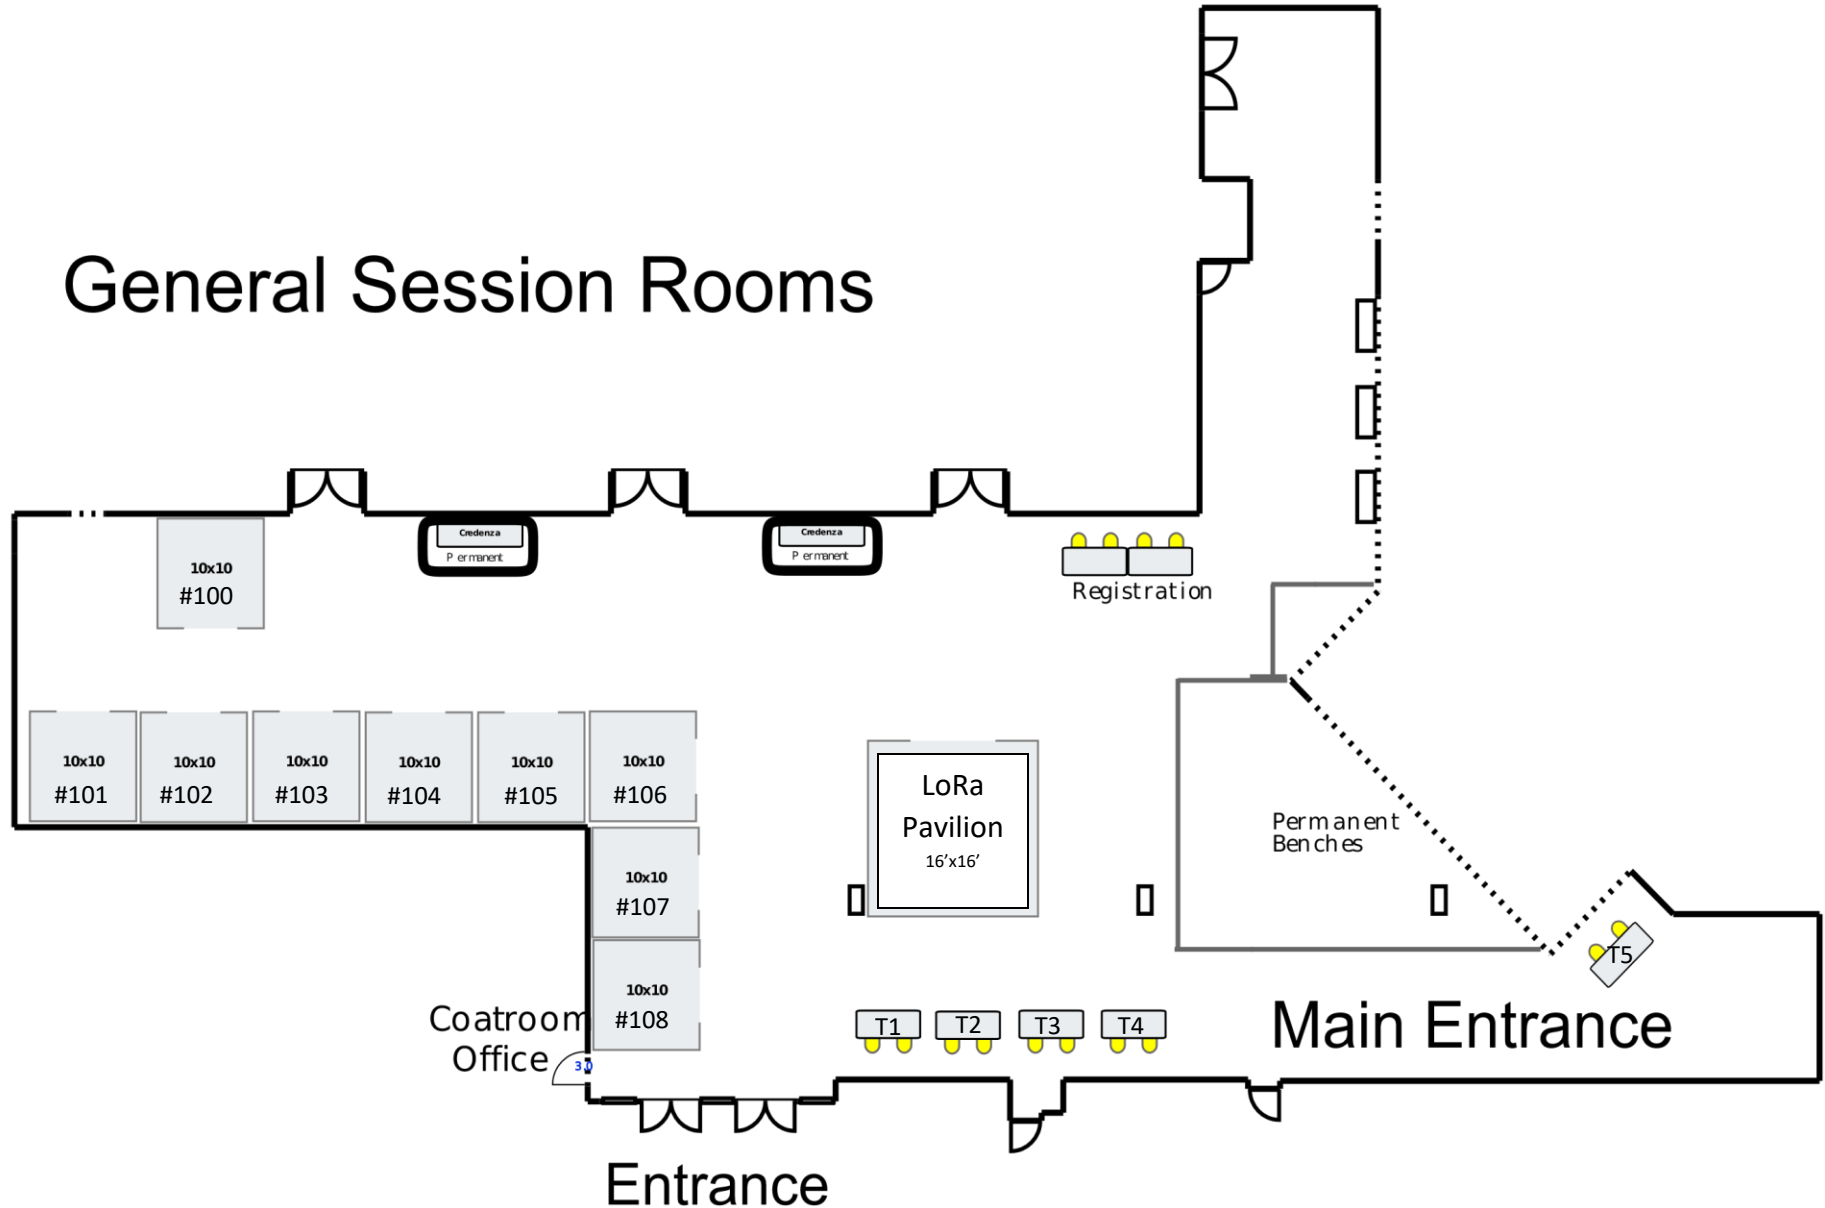 General Session Rooms
Credenza
Permanent
Credenza
Permanent
10x10
#100
Registration
10x10
#101
10x10
#102
10x10
#103
10x10
#104
10x10
#105
10x10
#106
LoRa
Pavilion
16’x16’
Permanent
Benches
10x10
#107
T5
10x10
#108
Coatroom
Office
3.0
T1
T2
T3
T4
Main Entrance
Entrance